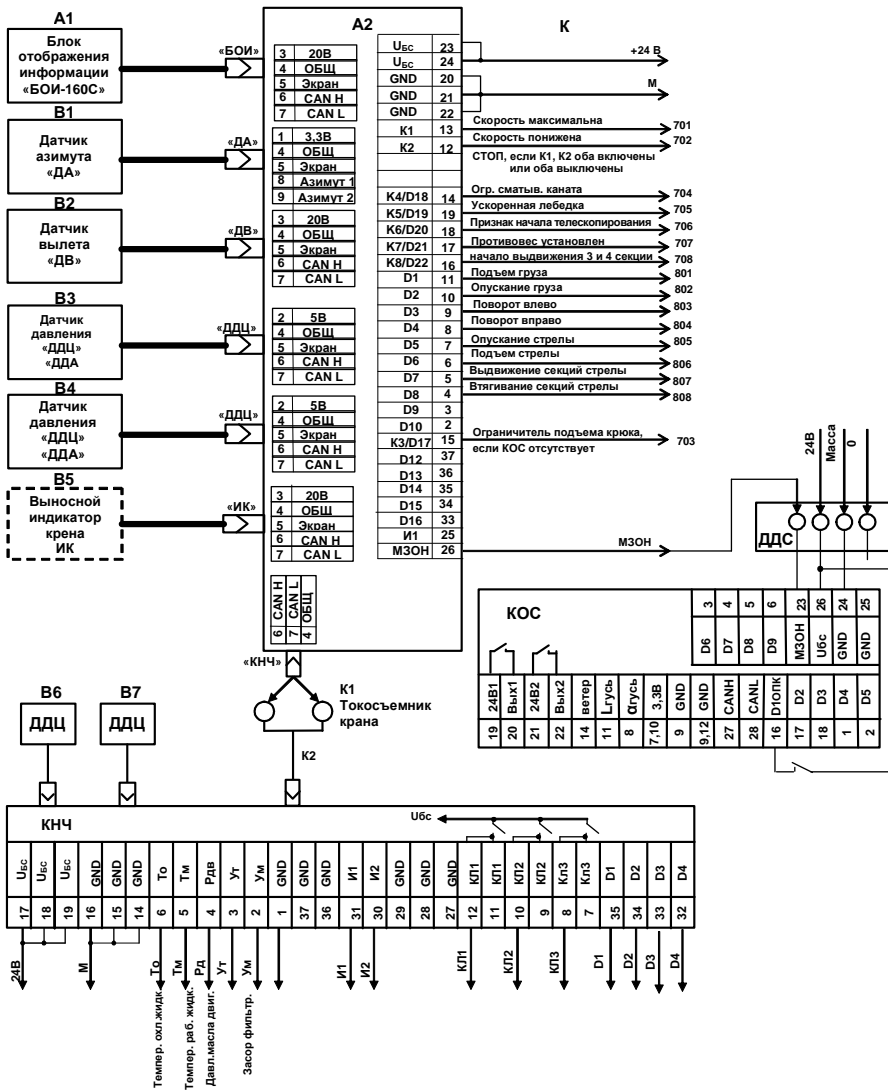 А1
Блок
отображения
информации
«БОИ-160С»
«БОИ»
В1
Датчик
азимута
«ДА»
«ДА»
В2
Датчик
вылета
«ДВ»
«ДВ»
В3
Датчик
давления
«ДДЦ»
«ДДА
«ДДЦ»
В4
Датчик
давления
«ДДЦ»
«ДДА»
«ДДЦ»
В5
Выносной
индикатор
крена
ИК
«ИК»
А2
3 20В
4 ОБЩ
5 Экран
6 CAN H
7 CAN L
1 3,3В
4 ОБЩ
5 Экран
8 Азимут 1
9 Азимут 2
3 20В
4 ОБЩ
5 Экран
6 CAN H
7 CAN L
2 5В
4 ОБЩ
5 Экран
6 CAN H
7 CAN L
2 5В
4 ОБЩ
5 Экран
6 CAN H
7 CAN L
3 20В
4 ОБЩ
5 Экран
6 CAN H
7 CAN L
6 CAN H
7 CAN L
4 ОБЩ
К
UБС 23
UБС 24 +24 В
GND 20
GND 21 М
GND 22
К1 13 Скорость максимальна 701
К2 12 Скорость понижена 702
СТОП, если К1, К2 оба включены
или оба выключены
К4/D18 14 Огр. сматыв. каната 704
К5/D19 19 Ускоренная лебедка 705
К6/D20 18 Признак начала телескопирования 706
К7/D21 17 Противовес установлен 707
К8/D22 16 начало выдвижения 3 и 4 секции 708
D1 11 Подъем груза 801
D2 10 Опускание груза 802
D3 9 Поворот влево 803
D4 8 Поворот вправо 804
D5 7 Опускание стрелы 805
D6 6 Подъем стрелы 806
D7 5 Выдвижение секций стрелы 807
D8 4 Втягивание секций стрелы 808
D9 3
D10 2
К3/D17 15 Ограничитель подъема крюка, 703
если КОС отсутствует
D12 37
D13 36
D14 35
D15 34
D16 33
И1 25
МЗОН 26 МЗОН
24В
Масса
0
ДДС
КОС
3 4 5 6 23 26 24 25
D6 D7 D8 D9 МЗОН Uбс GND GND
24В1 Вых1 24В2 Вых2 ветер Lгусь αгусь 3,3В GND GND CANH CANL D1ОПК D2 D3 D4 D5
19 20 21 22 14 11 8 7,10 9 9,12 27 28 16 17 18 1 2
«КНЧ»
К1
Токосъемник
крана
К2
В6
ДДЦ
В7
ДДЦ
КНЧ
Uбс
UБС UБС UБС GND GND GND То Тм Рдв Ут Ум GND GND GND И1 И2 GND GND GND КП1 КП1 КП2 КП2 Кл3 Кл3 D1 D2 D3 D4
17 18 19 16 15 14 6 5 4 3 2 1 37 36 31 30 29 28 27 12 11 10 9 8 7 35 34 33 32
24В М То Тм Рд Ут Ум И1 И2 КЛ1 КЛ2 КЛ3 D1 D2 D3 D4
Темпер. охл.жидк
Темпер. раб. жидк.
Давл.масла двиг.
Засор фильтр.